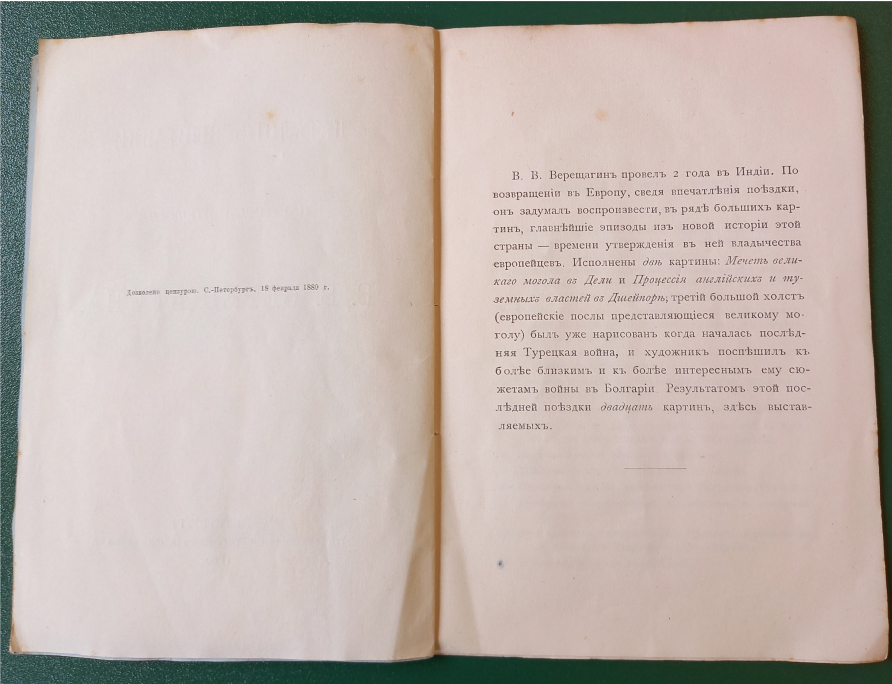 Дозволено цензурою. С.-Петербургъ, 18 февраля 1880 г.
В. В. Верещагинъ провелъ 2 года въ Индіи. По
возвращеніи въ Европу, сведя впечатлѣнія поѣздки,
онъ задумалъ воспроизвести, въ рядѣ большихъ кар-
тинъ, главнѣйшіе эпизоды изъ новой исторіи этой
страны — времени утвержденія въ ней владычества
европейцевъ. Исполнены двѣ картины: Мечеть вели-
каго могола въ Дели и Процессія англійскихъ и ту-
земныхъ властей въ Джейпорѣ; третій большой холстъ
(европейскіе послы представляющіеся великому мо-
голу) былъ уже нарисованъ когда началась послѣд-
няя Турецкая война, и художникъ поспѣшилъ къ
болѣе близкимъ и къ болѣе интереснымъ ему сю-
жетамъ войны въ Болгаріи. Результатомъ этой пос-
лѣдней поѣздки двадцать картинъ, здѣсь выстав-
ляемыхъ.